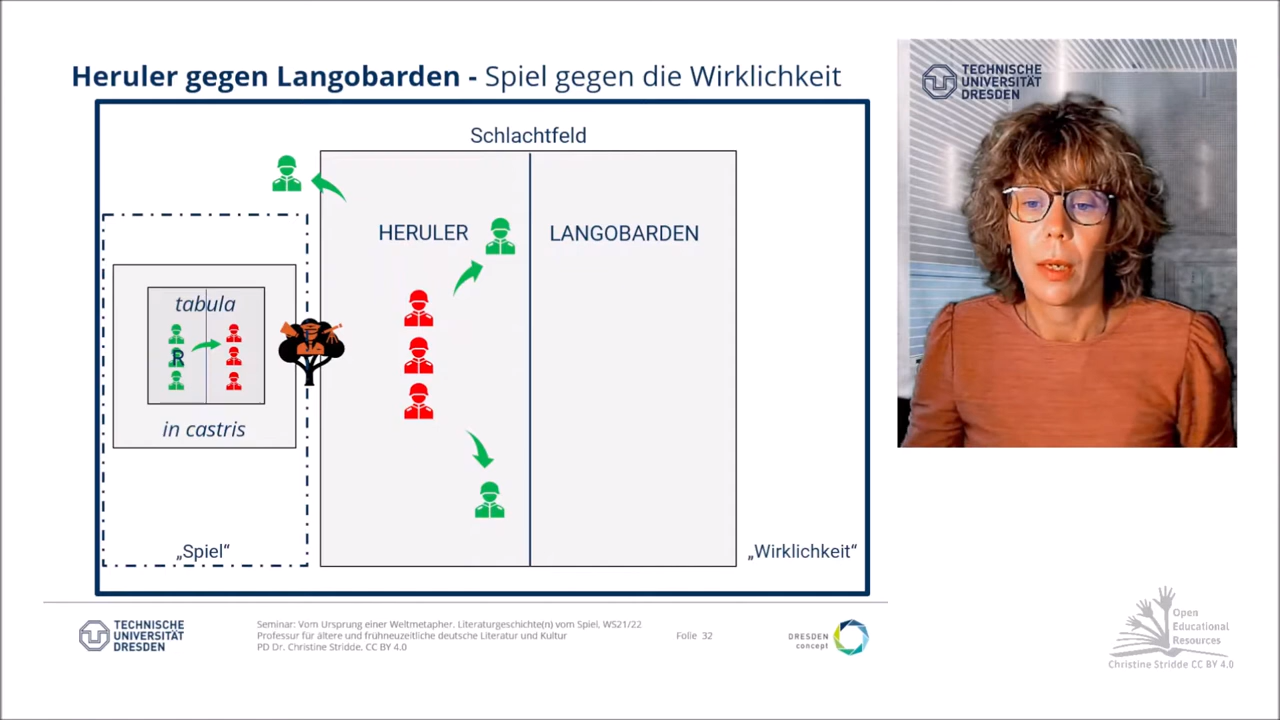 Heruler gegen Langobarden - Spiel gegen die Wirklichkeit
Schlachtfeld
HERULER
LANGOBARDEN
tabula
R
in castris
„Spiel“
„Wirklichkeit“
TECHNISCHE
UNIVERSITÄT
DRESDEN
Seminar: Vom Ursprung einer Weltmetapher. Literaturgeschichte(n) vom Spiel, WS21/22
Professur für ältere und frühneuzeitliche deutsche Literatur und Kultur
PD Dr. Christine Stridde. CC BY 4.0
Folie 32
DRESDEN
concept
TECHNISCHE
UNIVERSITÄT
DRESDEN
Open
Educational
Resources
Christine Stridde CC BY 4.0